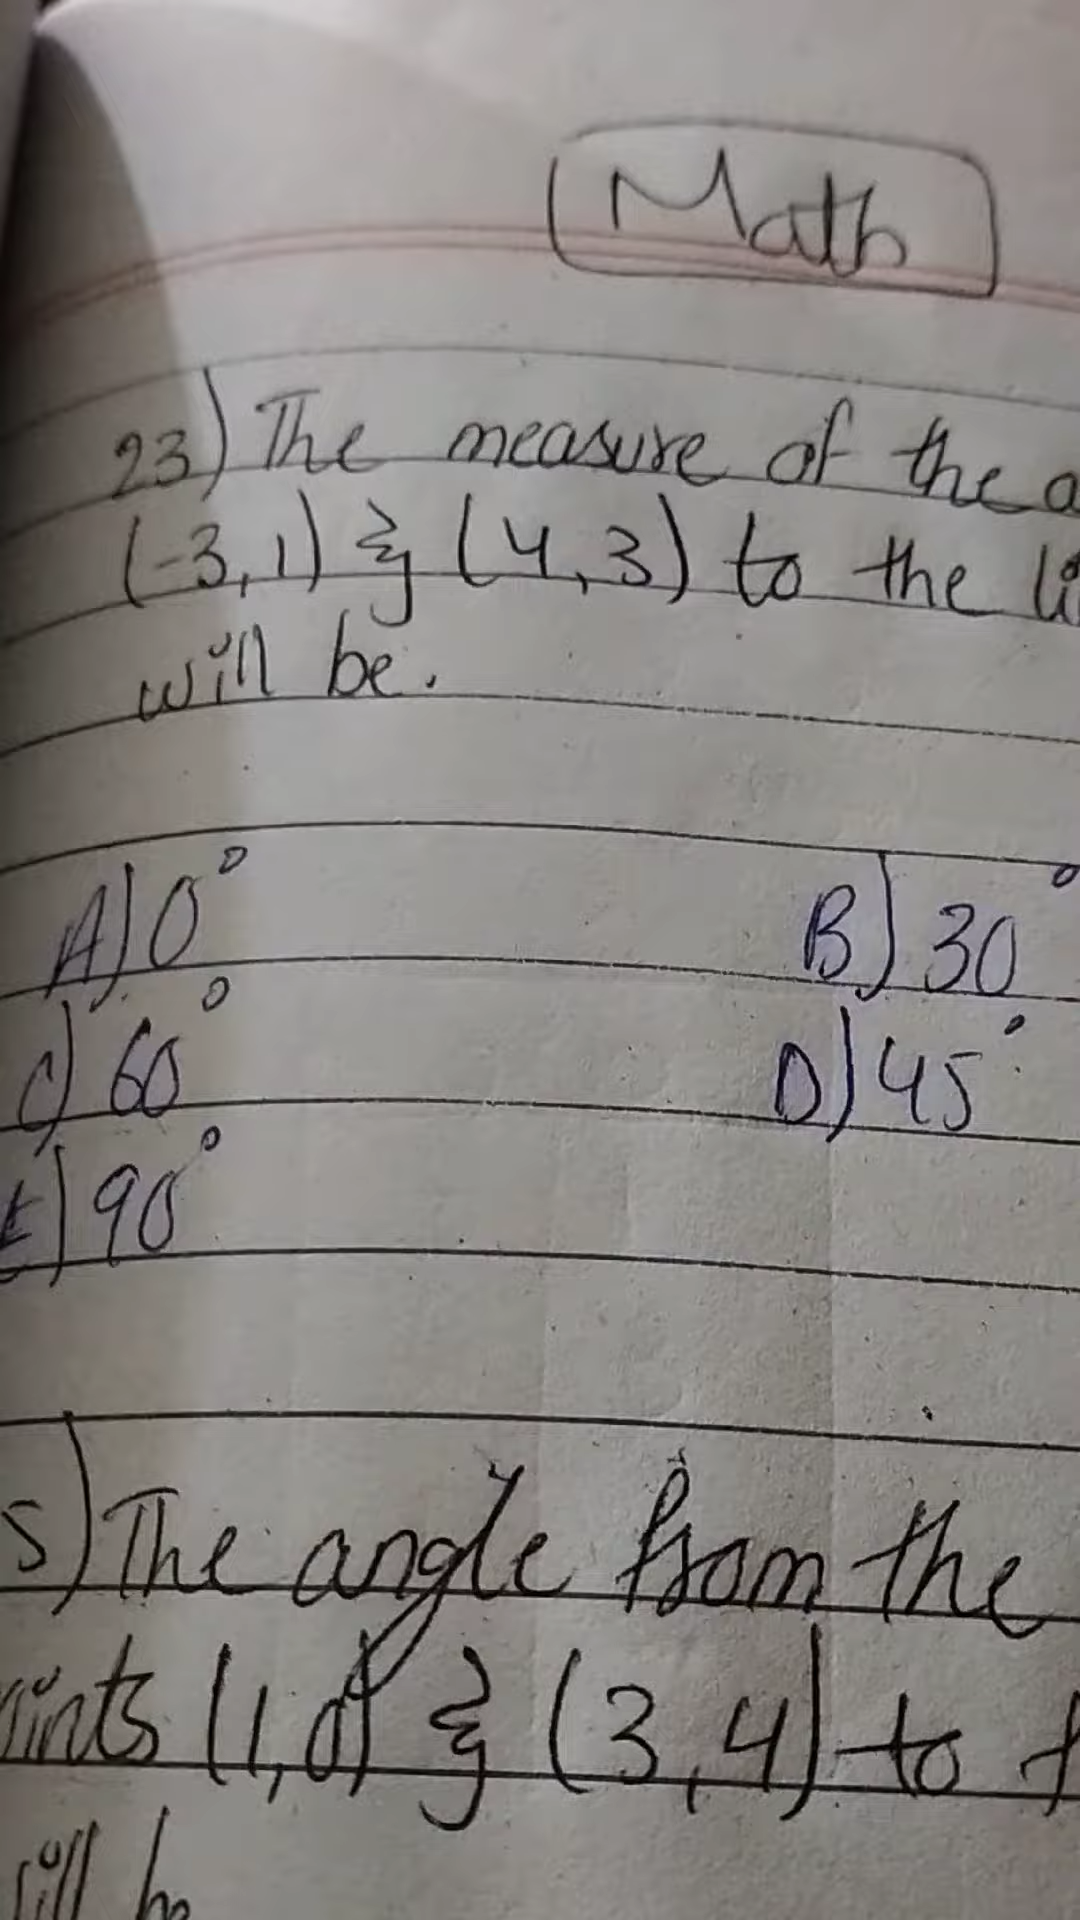 Math
23) The measure of the
(-3,1) & (4,3) to the
will be.
A) 0° B) 30°
C) 60° D) 45°
E) 90°
5) The angle from the
(1,0) & (3,4) to